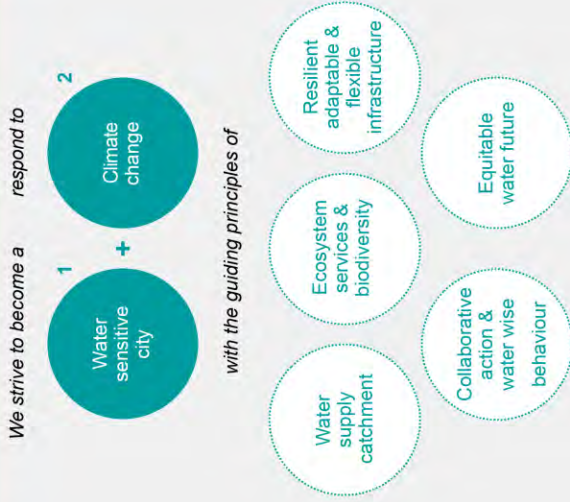 We strive to become a
respond to
1
Water
sensitive
city
+
2
Climate
change
with the guiding principles of
Water
supply
catchment
Ecosystem
services &
biodiversity
Resilient
adaptable &
flexible
infrastructure
Collaborative
action &
water wise
behaviour
Equitable
water future